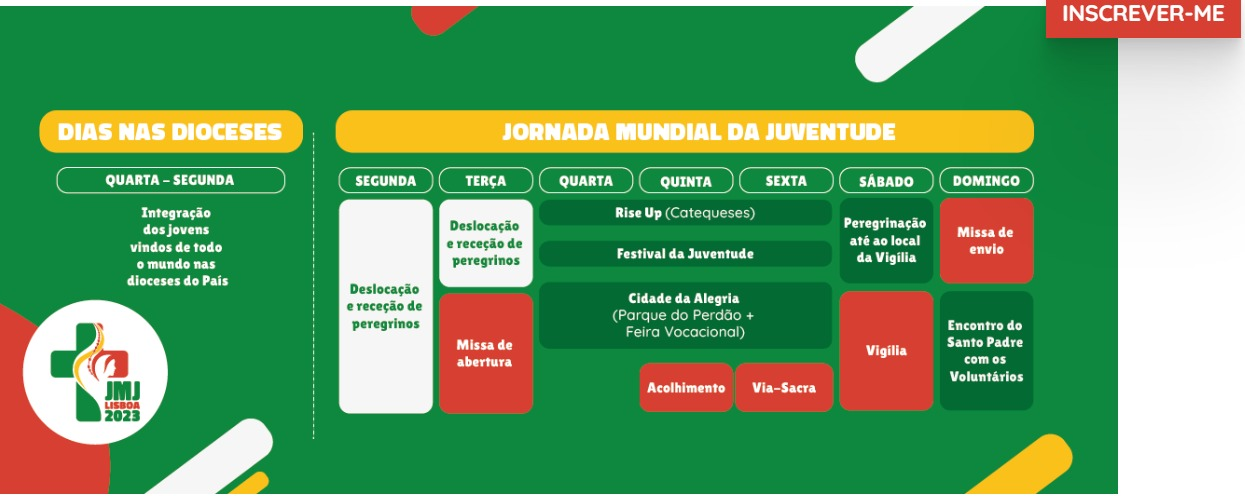 INSCREVER-ME
DIAS NAS DIOCESES
QUARTA – SEGUNDA
Integração
dos jovens
vindos de todo
o mundo nas
dioceses do País
JMJ
LISBOA
2023
JORNADA MUNDIAL DA JUVENTUDE
SEGUNDA
TERÇA
QUARTA
QUINTA
SEXTA
SÁBADO
DOMINGO
Deslocação
e receção de
peregrinos
Deslocação
e receção de
peregrinos
Missa de
abertura
Rise Up (Catequeses)
Festival da Juventude
Cidade da Alegria
(Parque do Perdão +
Feira Vocacional)
Acolhimento
Via-Sacra
Peregrinação
até ao local
da Vigília
Vigília
Missa de
envio
Encontro do
Santo Padre
com os
Voluntários